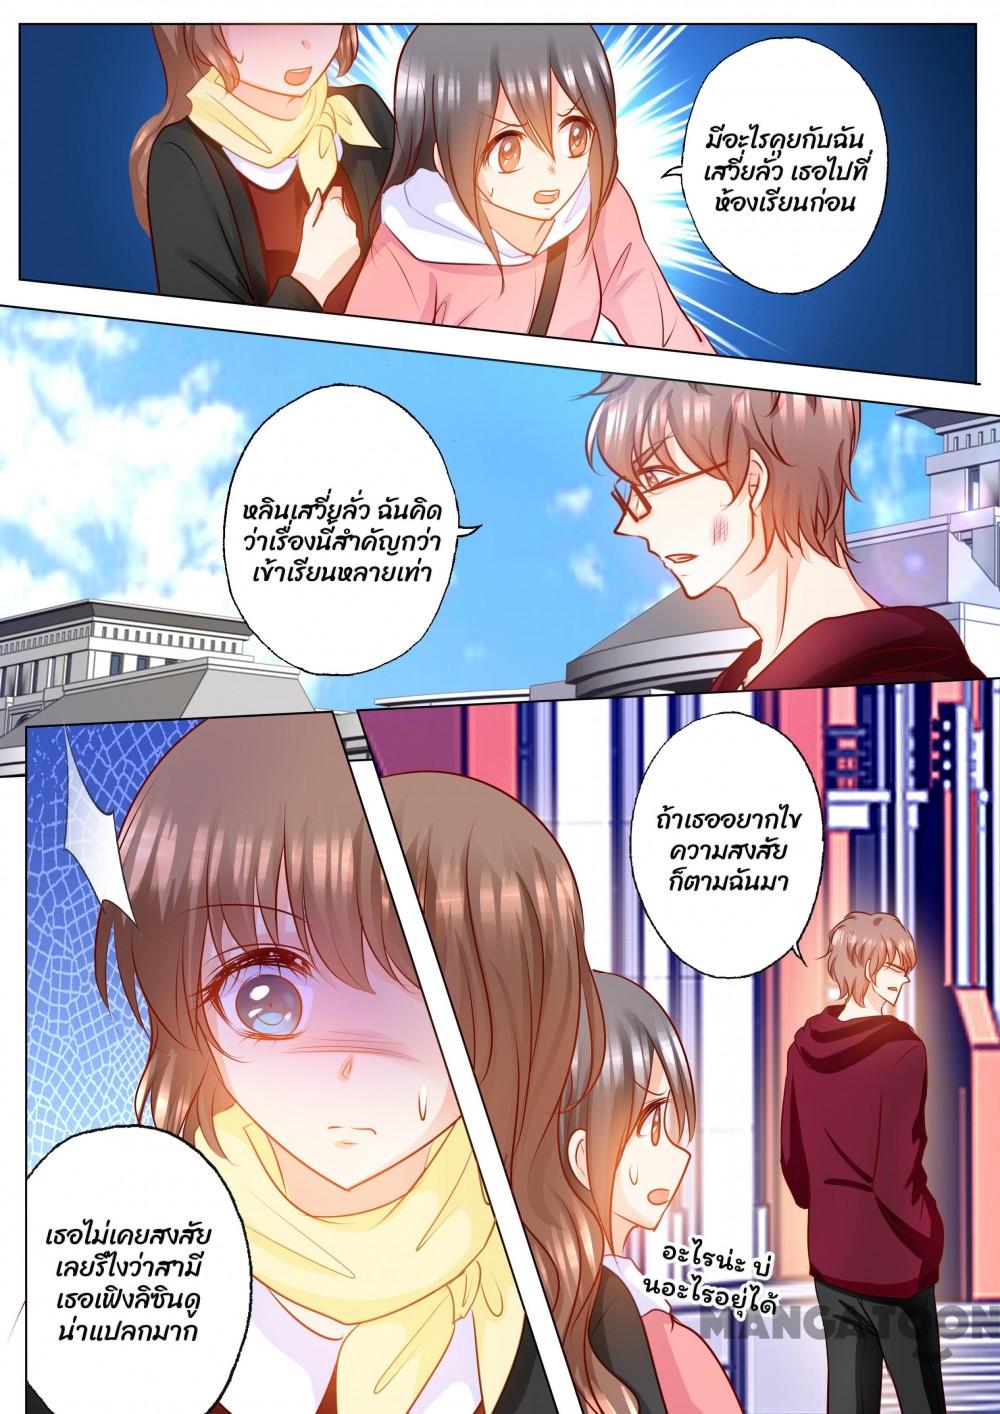 มีอะไรคุยกับฉัน
เสวี่ยลั่ว เธอไปที่
ห้องเรียนก่อน
หลินเสวี่ยลั่ว ฉันคิด
ว่าเรื่องนี้สำคัญกว่า
เข้าเรียนหลายเท่า
ถ้าเธออยากไข
ความสงสัย
ก็ตามฉันมา
เธอไม่เคยสงสัย
เลยรึไงว่าสามี
เธอเฟิงลิซินดู
น่าแปลกมาก
อะไรน่ะ บ่
นอะไรอยู่ได้
MANGATOON